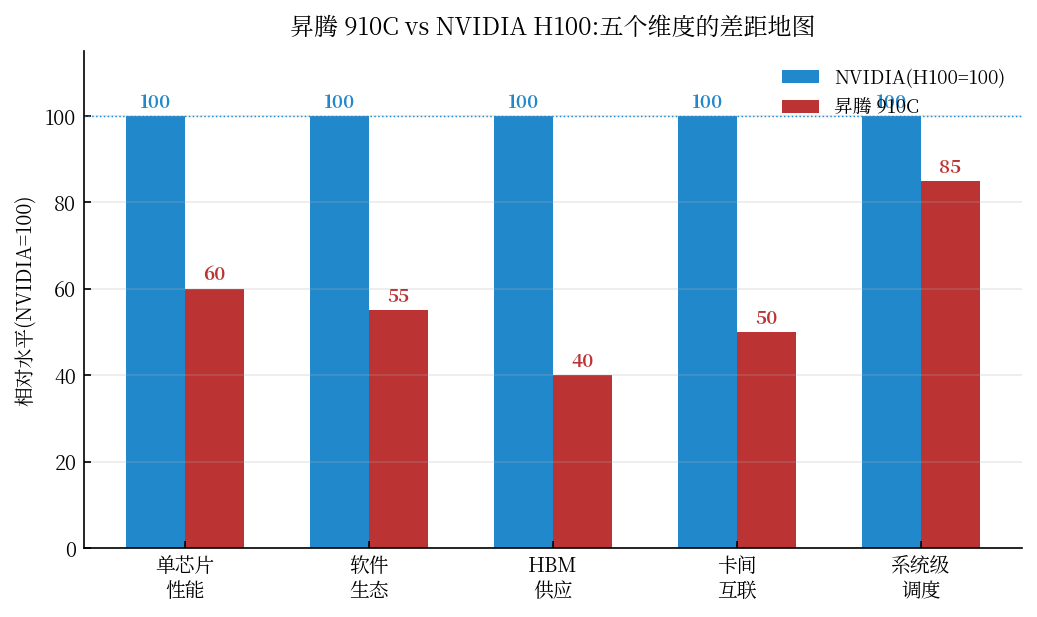 昇腾 910C vs NVIDIA H100:五个维度的差距地图
NVIDIA(H100=100)
昇腾 910C
相对水平(NVIDIA=100)
100
80
60
40
20
0
100
60
100
55
100
40
100
50
100
85
单芯片
性能
软件
生态
HBM
供应
卡间
互联
系统级
调度